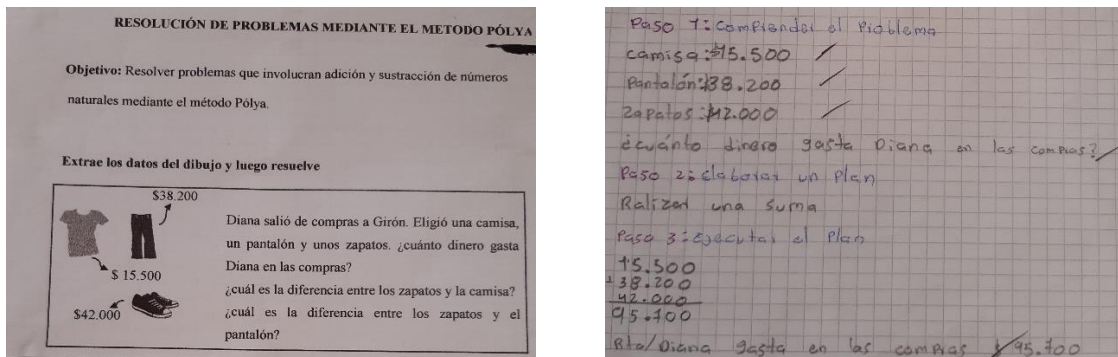 RESOLUCIÓN DE PROBLEMAS MEDIANTE EL METODO PÓLYA
Objetivo: Resolver problemas que involucran adición y sustracción de números
naturales mediante el método Pólya.
Extrae los datos del dibujo y luego resuelve
$38.200
Diana salió de compras a Girón. Eligió una camisa,
un pantalón y unos zapatos. ¿cuánto dinero gasta
Diana en las compras?
$ 15.500
¿cuál es la diferencia entre los zapatos y la camisa?
$42.000
¿cuál es la diferencia entre los zapatos y el
pantalón?
Paso 1: Comprender el Problema
camisa: $15.500
Pantalón: $38.200
Zapatos: $42.000
¿cuánto dinero gasta Diana en las compras?
Paso 2: elaborar un Plan
Ralizar una suma
Paso 3: Ejecutar el Plan
15.500
+ 38.200
42.000
95.700
Rta/ Diana gasta en las compras $95.700